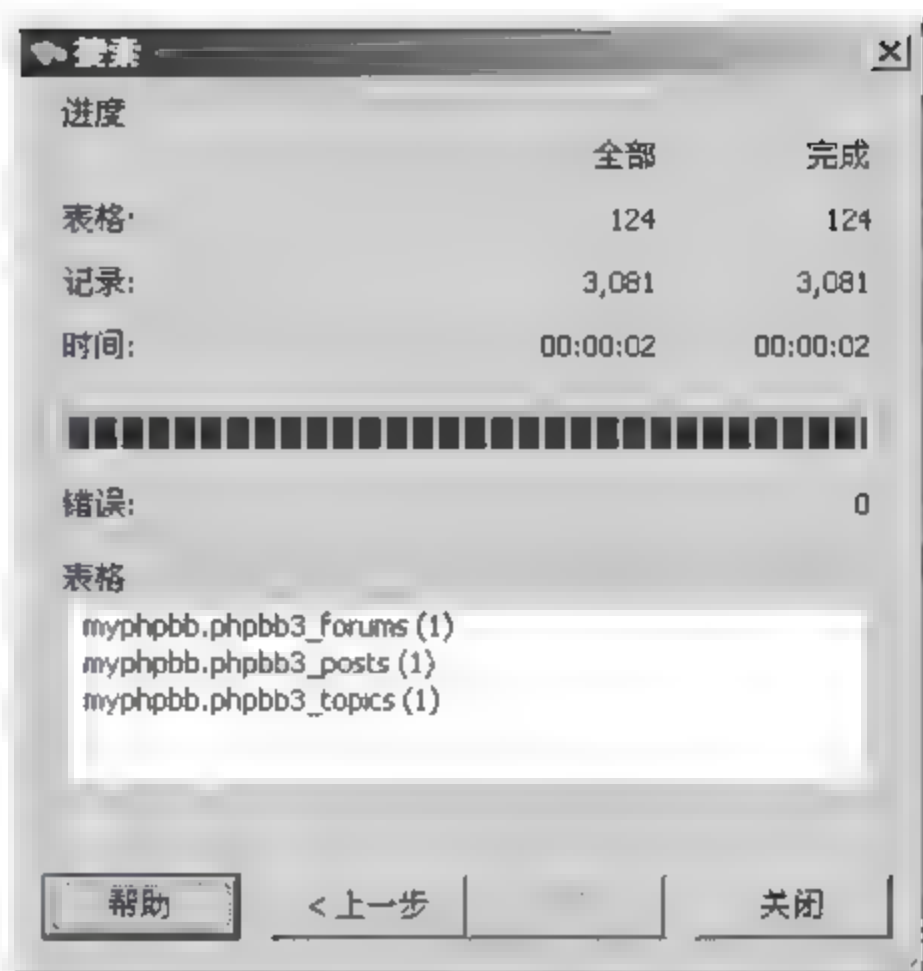 搜索
进度
全部 完成
表格: 124 124
记录: 3,081 3,081
时间: 00:00:02 00:00:02
错误: 0
表格
myphpbb.phpbb3_forums (1)
myphpbb.phpbb3_posts (1)
myphpbb.phpbb3_topics (1)
帮助 <上一步 关闭